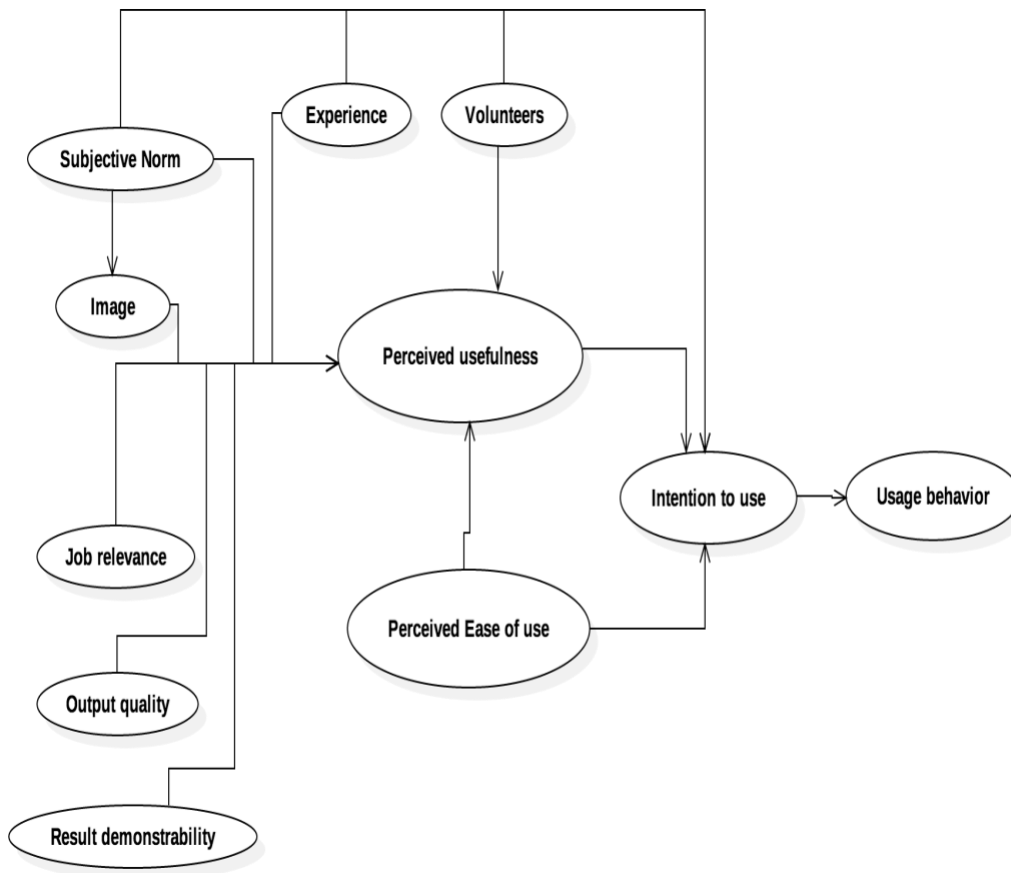 Experience
Volunteers
Subjective Norm
Image
Perceived usefulness
Intention to use
Usage behavior
Job relevance
Perceived Ease of use
Output quality
Result demonstrability